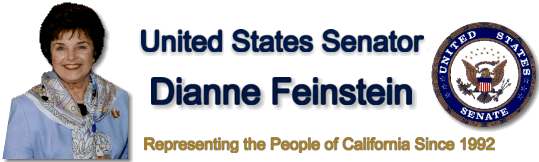 United States Senator
Dianne Feinstein
Representing the People of California Since 1992
UNITED STATES
SENATE